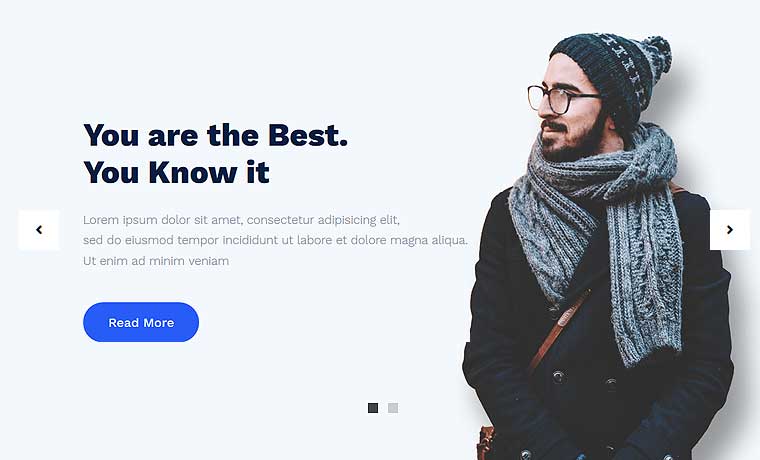 You are the Best.
You Know it
Lorem ipsum dolor sit amet, consectetur adipisicing elit,
sed do eiusmod tempor incididunt ut labore et dolore magna aliqua.
Ut enim ad minim veniam
Read More